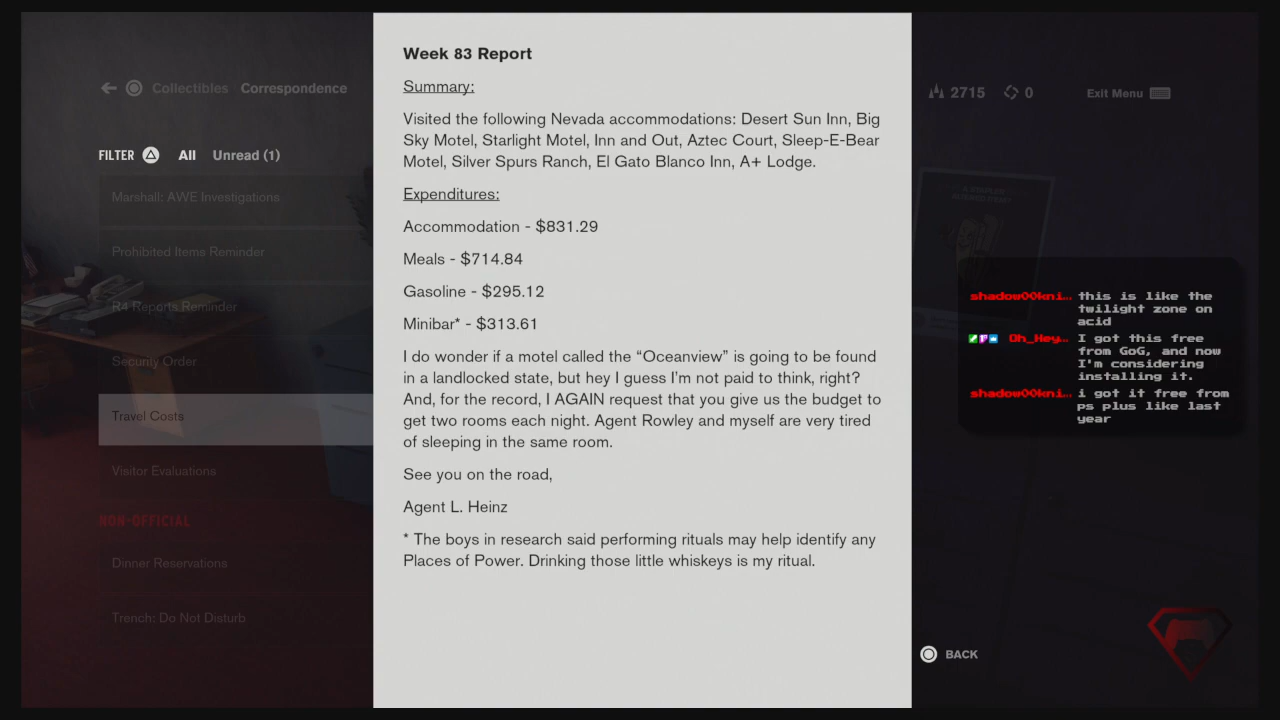 Collectibles Correspondence
FILTER All Unread (1)
Marshall: AWE Investigations
Prohibited Items Reminder
R4 Reports Reminder
Security Order
Travel Costs
Visitor Evaluations
NON-OFFICIAL
Dinner Reservations
Trench: Do Not Disturb
Week 83 Report
Summary:
Visited the following Nevada accommodations: Desert Sun Inn, Big
Sky Motel, Starlight Motel, Inn and Out, Aztec Court, Sleep-E-Bear
Motel, Silver Spurs Ranch, El Gato Blanco Inn, A+ Lodge.
Expenditures:
Accommodation - $831.29
Meals - $714.84
Gasoline - $295.12
Minibar* - $313.61
I do wonder if a motel called the “Oceanview” is going to be found
in a landlocked state, but hey I guess I’m not paid to think, right?
And, for the record, I AGAIN request that you give us the budget to
get two rooms each night. Agent Rowley and myself are very tired
of sleeping in the same room.
See you on the road,
Agent L. Heinz
* The boys in research said performing rituals may help identify any
Places of Power. Drinking those little whiskeys is my ritual.
2715 0 Exit Menu
shadow00kni… this is like the
twilight zone on
acid
Oh_Hey… I got this free
from GoG, and now
I'm considering
installing it.
shadow00kni… i got it free from
ps plus like last
year
BACK